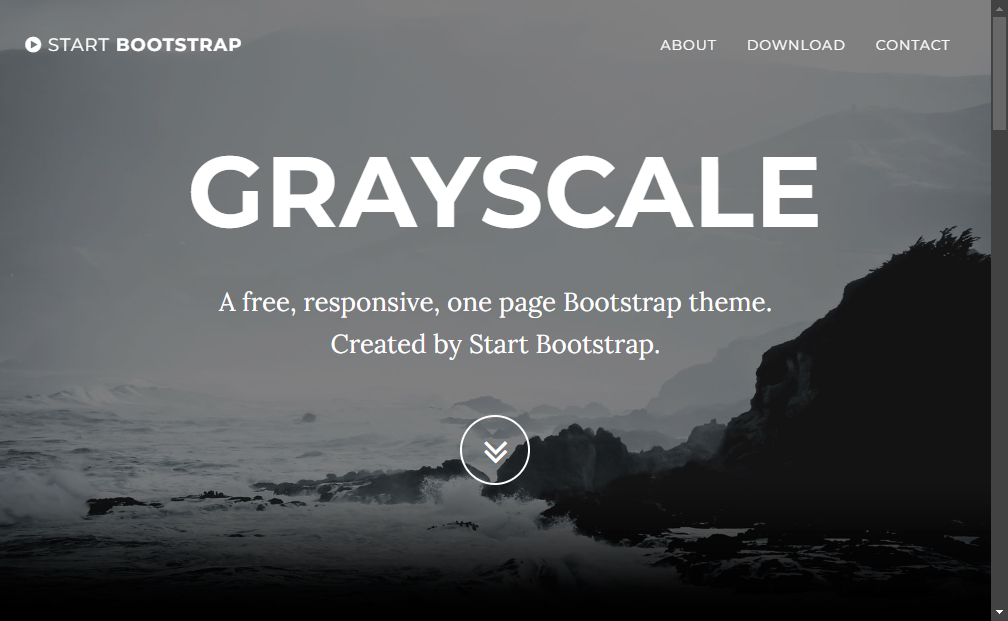 START BOOTSTRAP
ABOUT
DOWNLOAD
CONTACT
GRAYSCALE
A free, responsive, one page Bootstrap theme.
Created by Start Bootstrap.